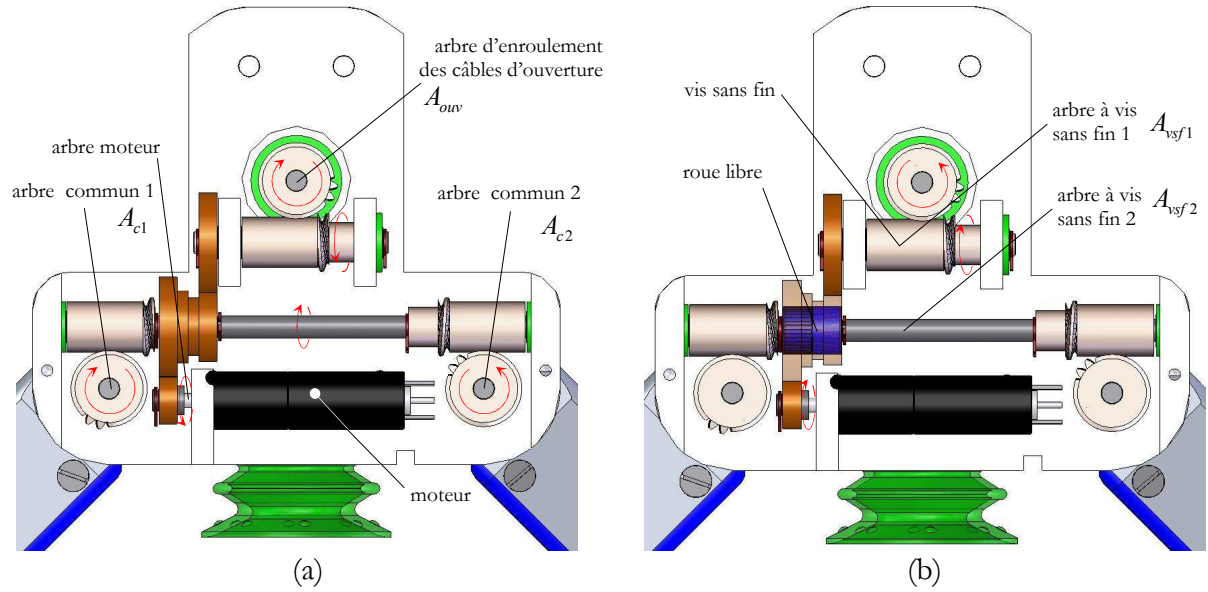 arbre d'enroulement
des câbles d'ouverture
A_ouv
arbre moteur
arbre commun 1
A_c1
arbre commun 2
A_c2
moteur
(a)
vis sans fin
roue libre
arbre à vis
sans fin 1 A_vsf1
arbre à vis
sans fin 2 A_vsf2
(b)